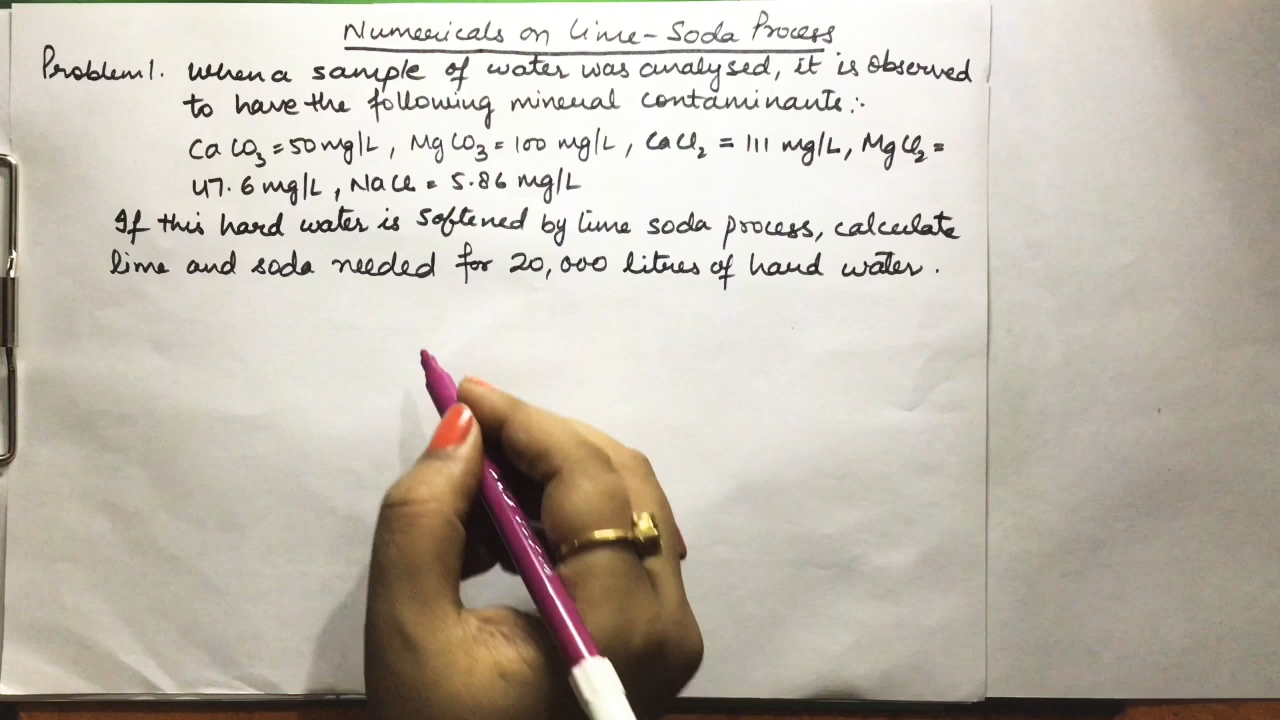 Numericals on Lime-Soda Process
Problem 1. When a sample of water was analysed, it is observed
to have the following mineral contaminants:-
CaCO₃ = 50 mg/L, MgCO₃ = 100 mg/L, CaCl₂ = 111 mg/L, MgCl₂ =
47.6 mg/L, NaCl = 5.86 mg/L
If this hard water is softened by lime soda process, calculate
lime and soda needed for 20,000 litres of hard water.